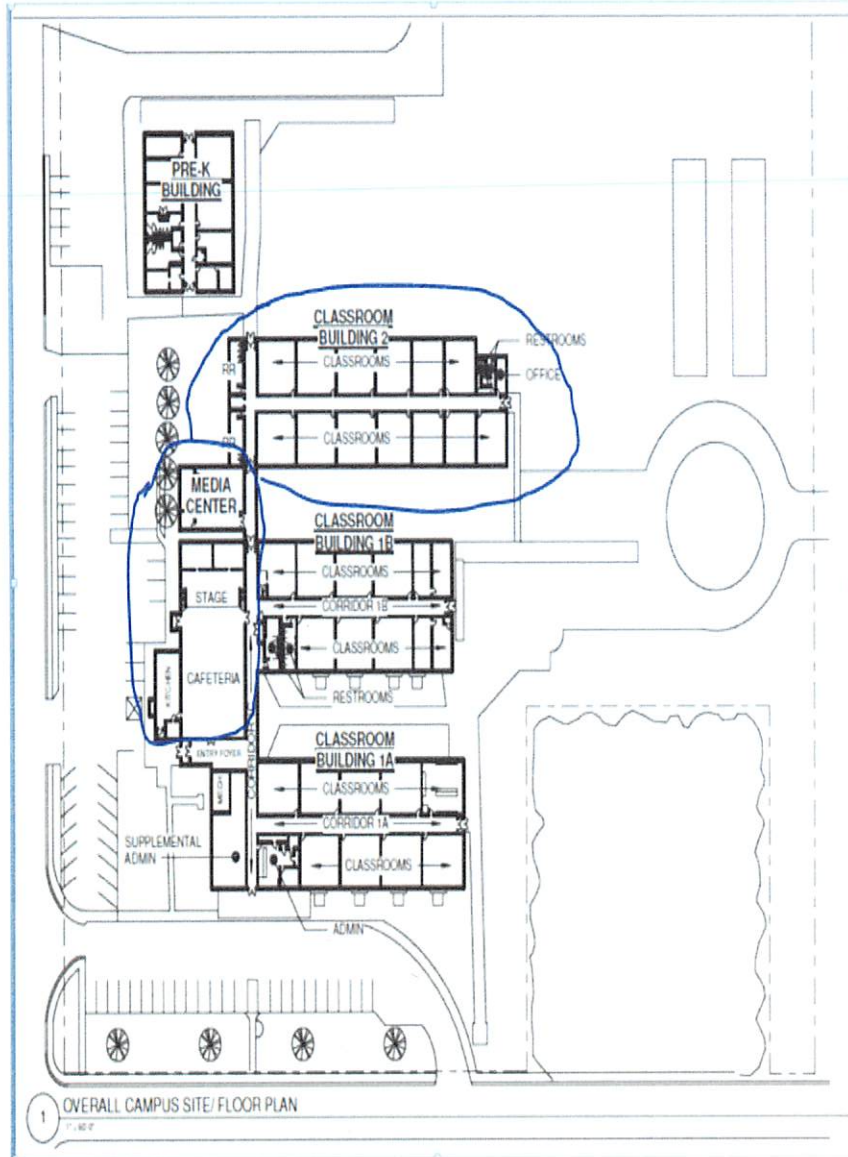 PRE-K
BUILDING
CLASSROOM
BUILDING 2
RESTROOMS
RR
CLASSROOMS
OFFICE
RR
CLASSROOMS
MEDIA
CENTER
CLASSROOM
BUILDING 1B
CLASSROOMS
STAGE
CORRIDOR 1B
CLASSROOMS
KITCHEN
CAFETERIA
RESTROOMS
CORRIDOR
ENTRY FOYER
CLASSROOM
BUILDING 1A
MECH
CLASSROOMS
CORRIDOR 1A
SUPPLEMENTAL
ADMIN
CLASSROOMS
ADMIN
1
OVERALL CAMPUS SITE/ FLOOR PLAN